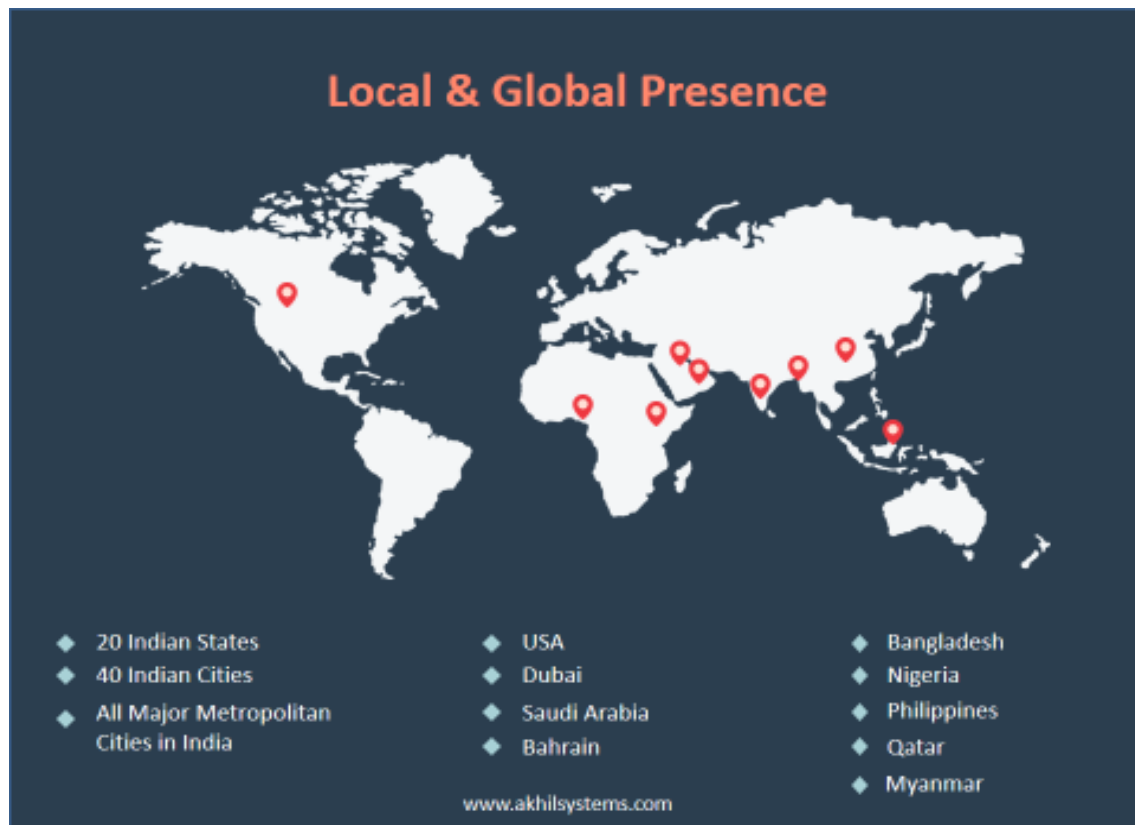 Local & Global Presence
20 Indian States
40 Indian Cities
All Major Metropolitan
Cities in India
USA
Dubai
Saudi Arabia
Bahrain
Bangladesh
Nigeria
Philippines
Qatar
Myanmar
www.akhilsystems.com